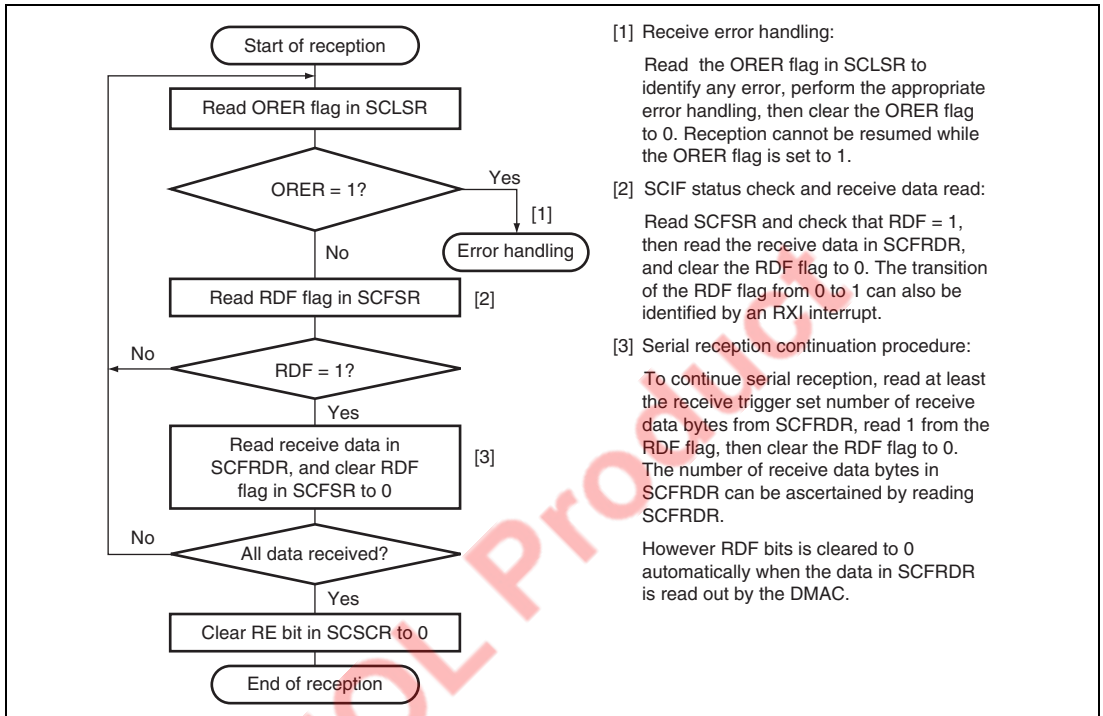 Start of reception
Read ORER flag in SCLSR
ORER = 1?
Yes
[1]
Error handling
No
Read RDF flag in SCFSR
[2]
No
RDF = 1?
Yes
Read receive data in
SCFRDR, and clear RDF
flag in SCFSR to 0
[3]
No
All data received?
Yes
Clear RE bit in SCSCR to 0
End of reception
[1] Receive error handling:
Read the ORER flag in SCLSR to
identify any error, perform the appropriate
error handling, then clear the ORER flag
to 0. Reception cannot be resumed while
the ORER flag is set to 1.
[2] SCIF status check and receive data read:
Read SCFSR and check that RDF = 1,
then read the receive data in SCFRDR,
and clear the RDF flag to 0. The transition
of the RDF flag from 0 to 1 can also be
identified by an RXI interrupt.
[3] Serial reception continuation procedure:
To continue serial reception, read at least
the receive trigger set number of receive
data bytes from SCFRDR, read 1 from the
RDF flag, then clear the RDF flag to 0.
The number of receive data bytes in
SCFRDR can be ascertained by reading
SCFRDR.
However RDF bits is cleared to 0
automatically when the data in SCFRDR
is read out by the DMAC.
OL Product